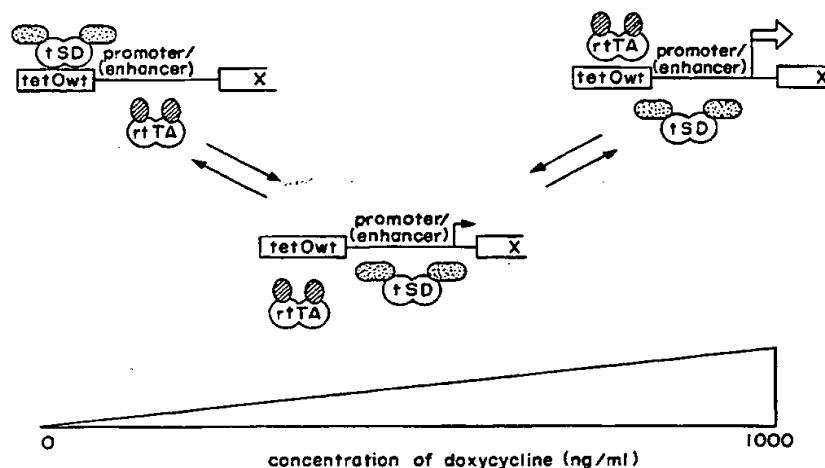 tSD
promoter/
(enhancer)
tetOwt
X
rtTA
rtTA
promoter/
(enhancer)
tetOwt
X
tSD
promoter/
(enhancer)
tetOwt
X
tSD
rtTA
0
1000
concentration of doxycycline (ng/ml)